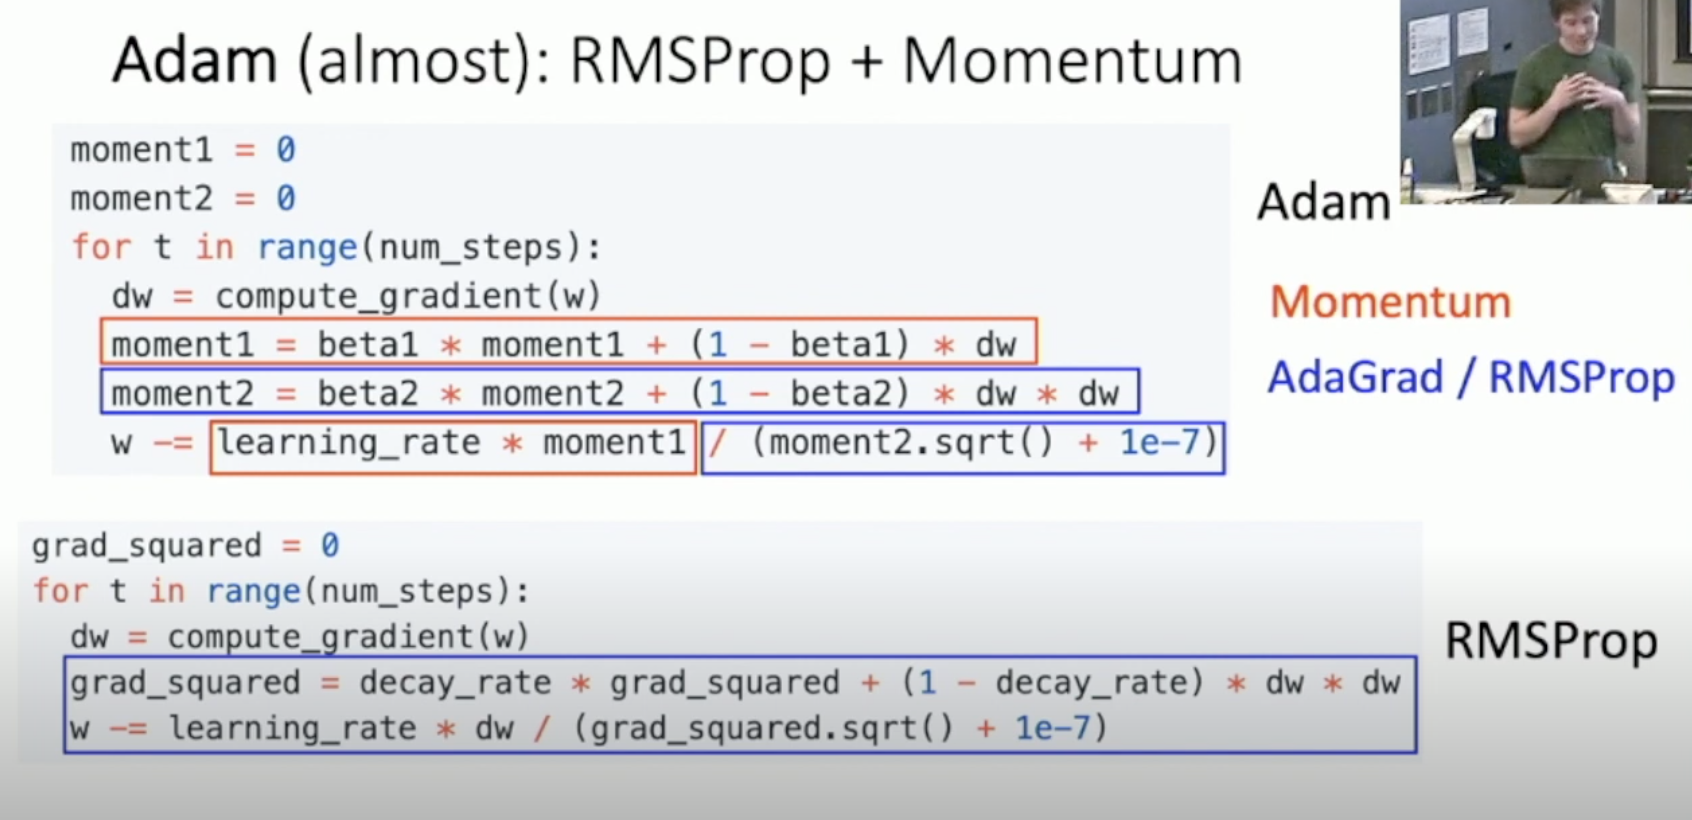 Adam (almost): RMSProp + Momentum
moment1 = 0
moment2 = 0
for t in range(num_steps):
  dw = compute_gradient(w)
  moment1 = beta1 * moment1 + (1 - beta1) * dw
  moment2 = beta2 * moment2 + (1 - beta2) * dw * dw
  w -= learning_rate * moment1 / (moment2.sqrt() + 1e-7)
Adam
Momentum
AdaGrad / RMSProp
grad_squared = 0
for t in range(num_steps):
  dw = compute_gradient(w)
  grad_squared = decay_rate * grad_squared + (1 - decay_rate) * dw * dw
  w -= learning_rate * dw / (grad_squared.sqrt() + 1e-7)
RMSProp